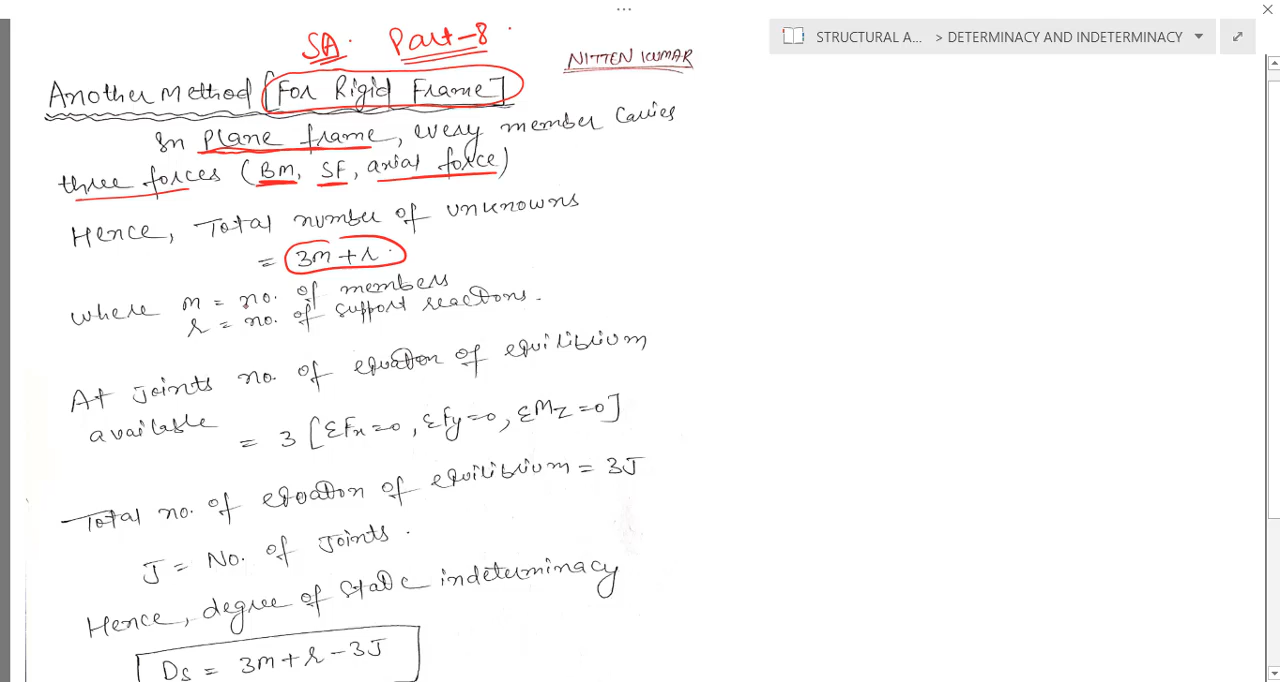 SA. Part-8
NITTEN KUMAR
STRUCTURAL A... > DETERMINACY AND INDETERMINACY
Another Method [For Rigid Frame]
In plane frame, every member carries
three forces (BM, SF, axial force)
Hence, Total number of unknowns
= 3m + r
where m = no. of members
r = no. of support reactions.
At Joints no. of equation of equilibrium
available
= 3 [ΣFx=0, ΣFy=0, ΣMz=0]
Total no. of equation of equilibrium = 3J
J = No. of Joints.
Hence, degree of static indeterminacy
Ds = 3m + r - 3J